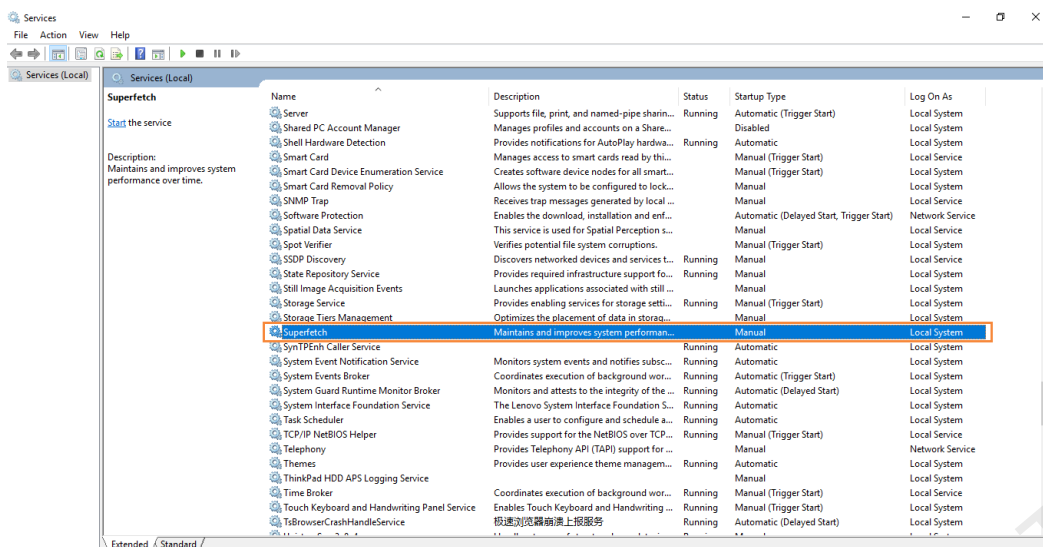 Services
File Action View Help
Services (Local)
Services (Local)
Superfetch
Start the service
Description:
Maintains and improves system
performance over time.
Name Description Status Startup Type Log On As
Server Supports file, print, and named-pipe sharin... Running Automatic (Trigger Start) Local System
Shared PC Account Manager Manages profiles and accounts on a Share... Disabled Local System
Shell Hardware Detection Provides notifications for AutoPlay hardwa... Running Automatic Local System
Smart Card Manages access to smart cards read by thi... Manual (Trigger Start) Local Service
Smart Card Device Enumeration Service Creates software device nodes for all smart... Manual (Trigger Start) Local System
Smart Card Removal Policy Allows the system to be configured to lock... Manual Local System
SNMP Trap Receives trap messages generated by local ... Manual Local Service
Software Protection Enables the download, installation and enf... Automatic (Delayed Start, Trigger Start) Network Service
Spatial Data Service This service is used for Spatial Perception s... Manual Local Service
Spot Verifier Verifies potential file system corruptions. Manual (Trigger Start) Local System
SSDP Discovery Discovers networked devices and services t... Running Manual Local Service
State Repository Service Provides required infrastructure support fo... Running Manual Local System
Still Image Acquisition Events Launches applications associated with still ... Manual Local System
Storage Service Provides enabling services for storage setti... Running Manual (Trigger Start) Local System
Storage Tiers Management Optimizes the placement of data in storag... Manual Local System
Superfetch Maintains and improves system performan... Manual Local System
SynTPEnh Caller Service Running Automatic Local System
System Event Notification Service Monitors system events and notifies subsc... Running Automatic Local System
System Events Broker Coordinates execution of background wor... Running Automatic (Trigger Start) Local System
System Guard Runtime Monitor Broker Monitors and attests to the integrity of the ... Running Automatic (Delayed Start) Local System
System Interface Foundation Service The Lenovo System Interface Foundation S... Running Automatic Local System
Task Scheduler Enables a user to configure and schedule a... Running Automatic Local System
TCP/IP NetBIOS Helper Provides support for the NetBIOS over TCP... Running Manual (Trigger Start) Local Service
Telephony Provides Telephony API (TAPI) support for ... Manual Network Service
Themes Provides user experience theme managem... Running Automatic Local System
ThinkPad HDD APS Logging Service Manual Local System
Time Broker Coordinates execution of background wor... Running Manual (Trigger Start) Local Service
Touch Keyboard and Handwriting Panel Service Enables Touch Keyboard and Handwriting ... Running Manual (Trigger Start) Local System
TsBrowserCrashHandleService 极速浏览器崩溃上报服务 Running Automatic (Delayed Start) Local System
Extended Standard